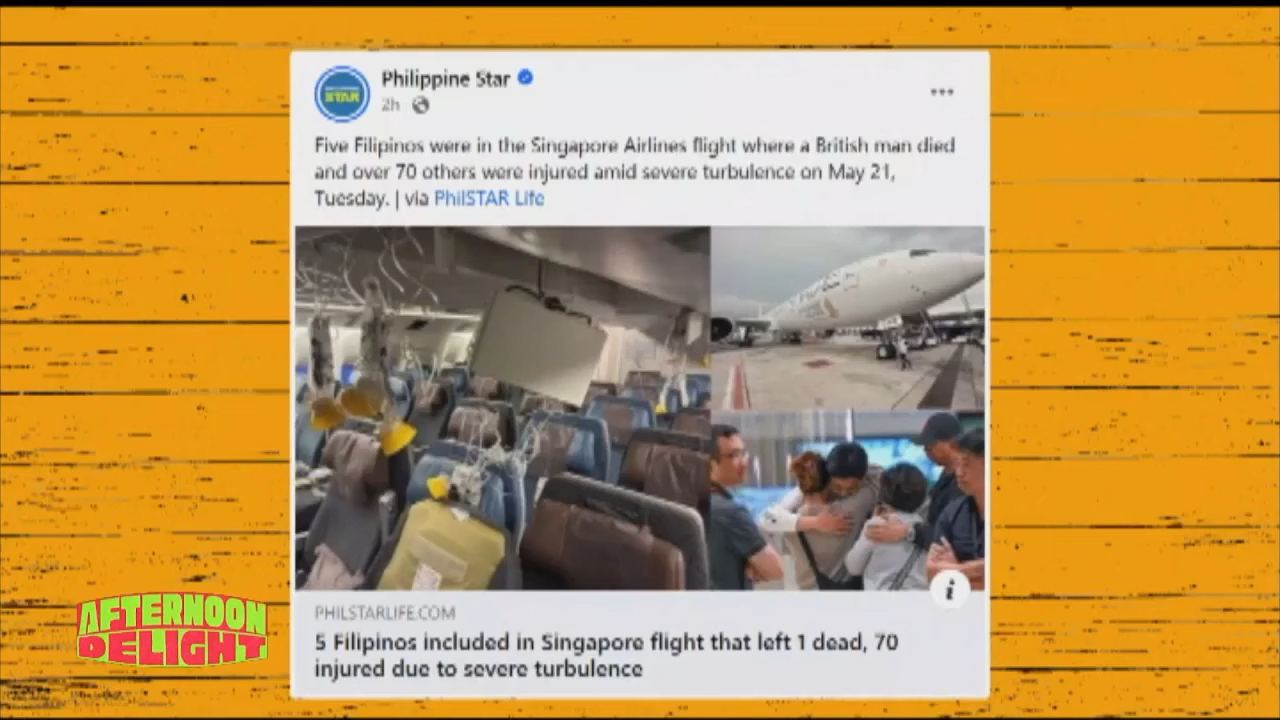 STAR
Philippine Star
2h
Five Filipinos were in the Singapore Airlines flight where a British man died
and over 70 others were injured amid severe turbulence on May 21,
Tuesday. | via PhilSTAR Life
PHILSTARLIFE.COM
5 Filipinos included in Singapore flight that left 1 dead, 70
injured due to severe turbulence
AFTERNOON
DELIGHT